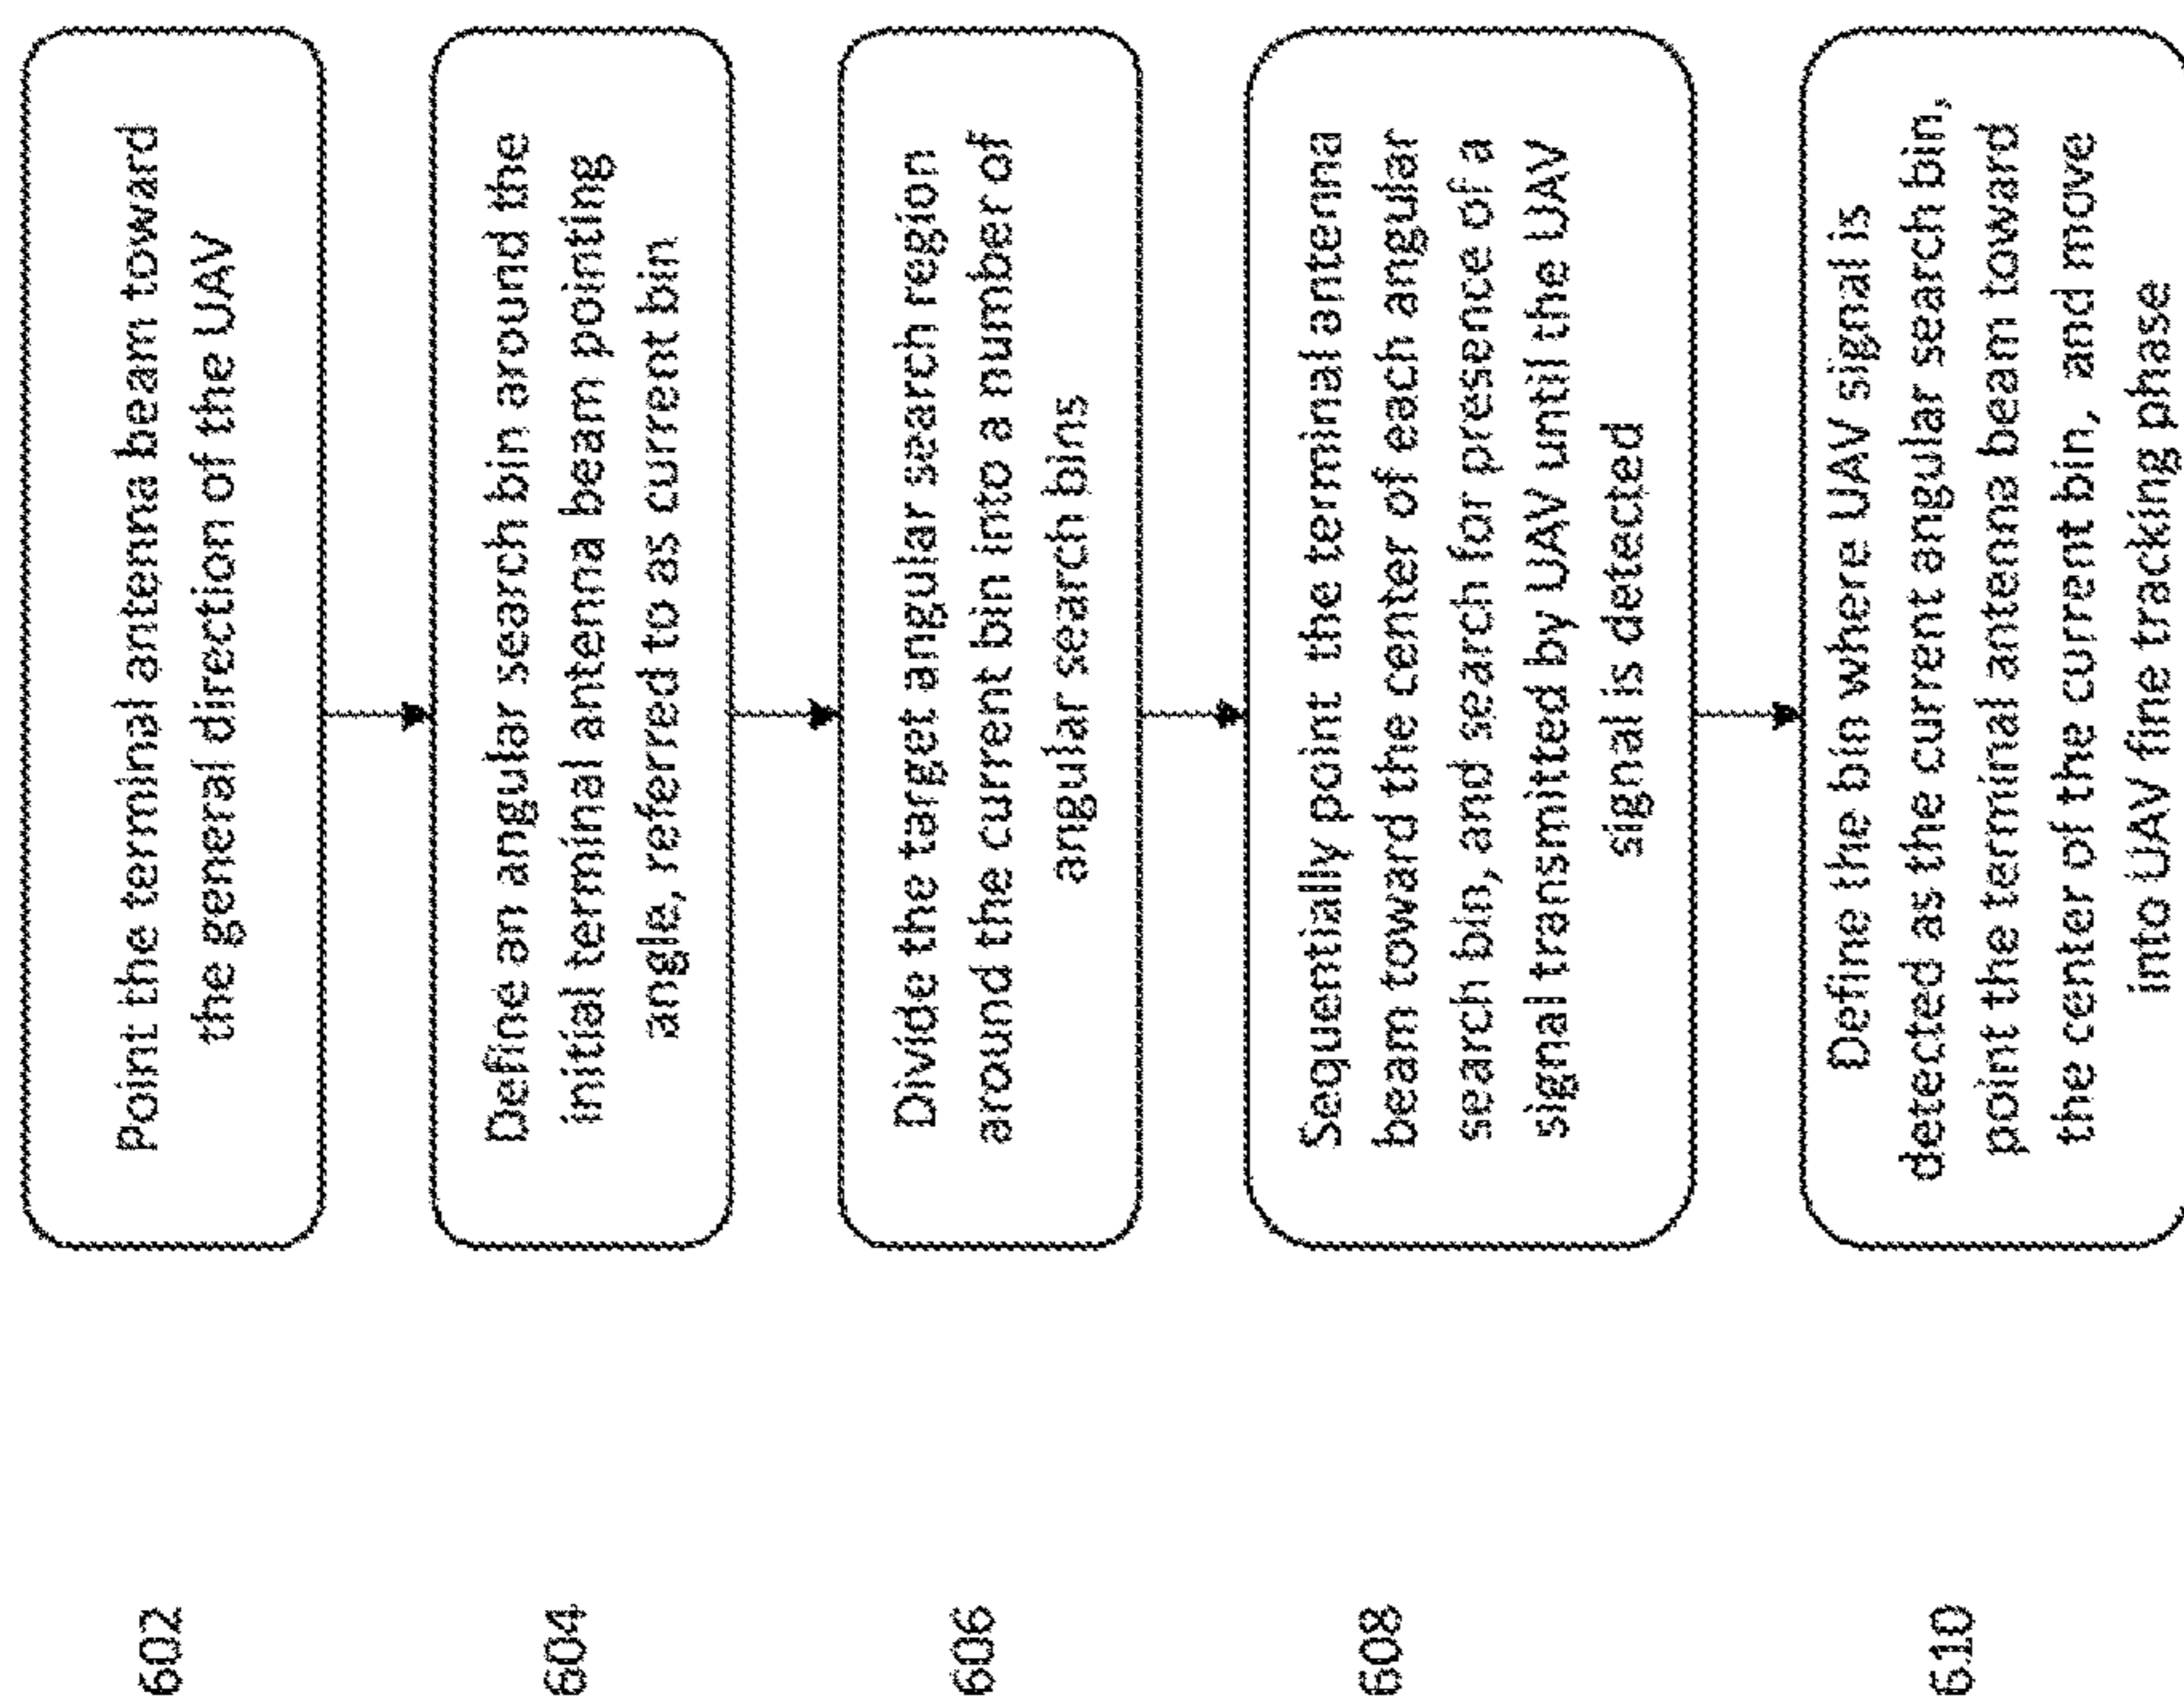 602
Point the terminal antenna beam toward
the general direction of the UAV
604
Define an angular search bin around the
initial terminal antenna beam pointing
angle, referred to as current bin
606
Divide the target angular search region
around the current bin into a number of
angular search bins
608
Sequentially point the terminal antenna
beam toward the center of each angular
search bin, and search for presence of a
signal transmitted by UAV until the UAV
signal is detected
610
Define the bin where UAV signal is
detected as the current angular search bin,
point the terminal antenna beam toward
the center of the current bin, and move
into UAV fine tracking phase